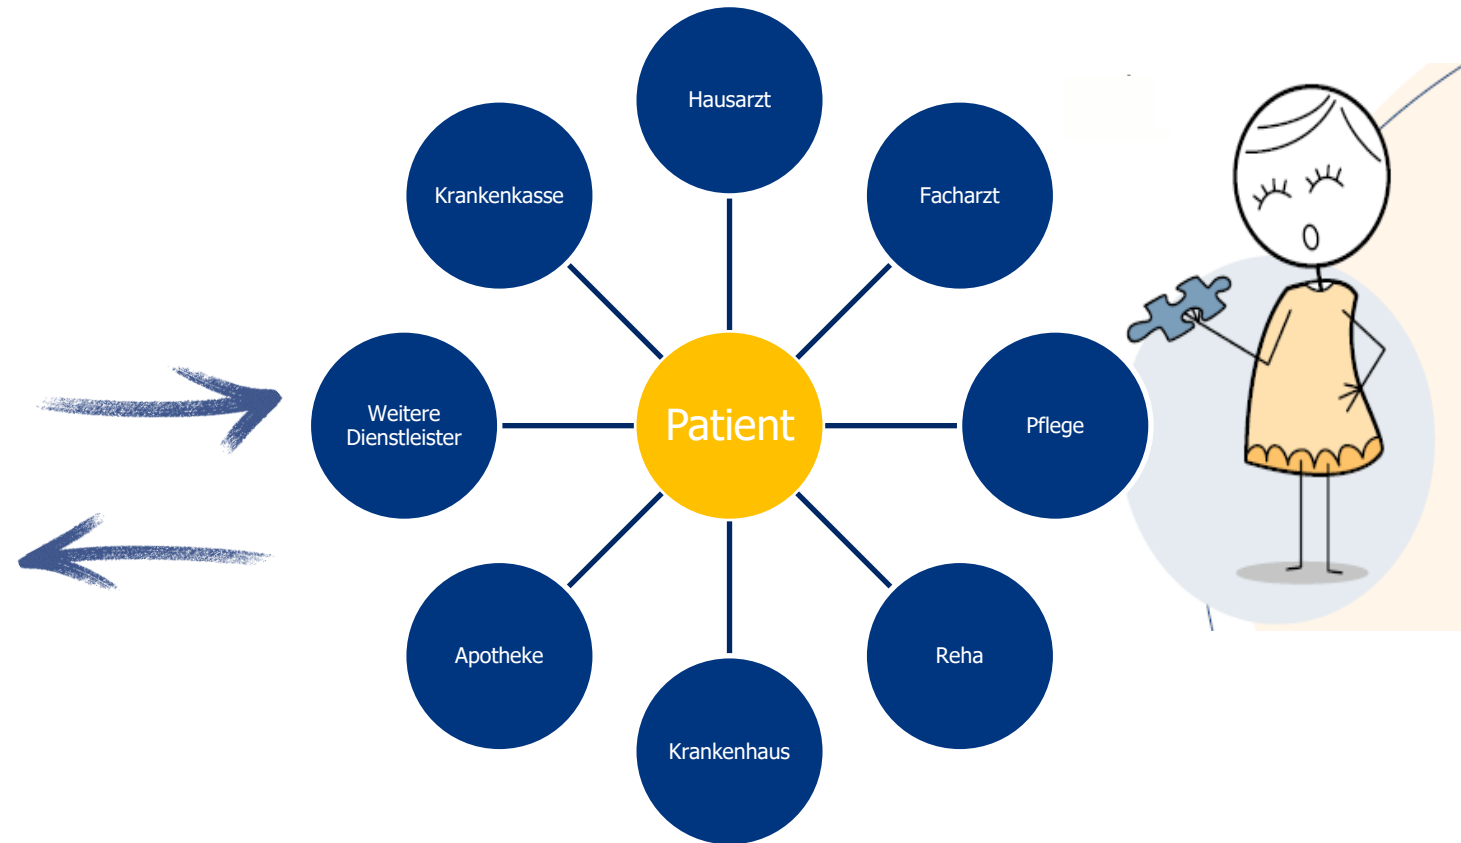 Hausarzt
Krankenkasse
Facharzt
Weitere
Dienstleister
Patient
Pflege
Apotheke
Reha
Krankenhaus